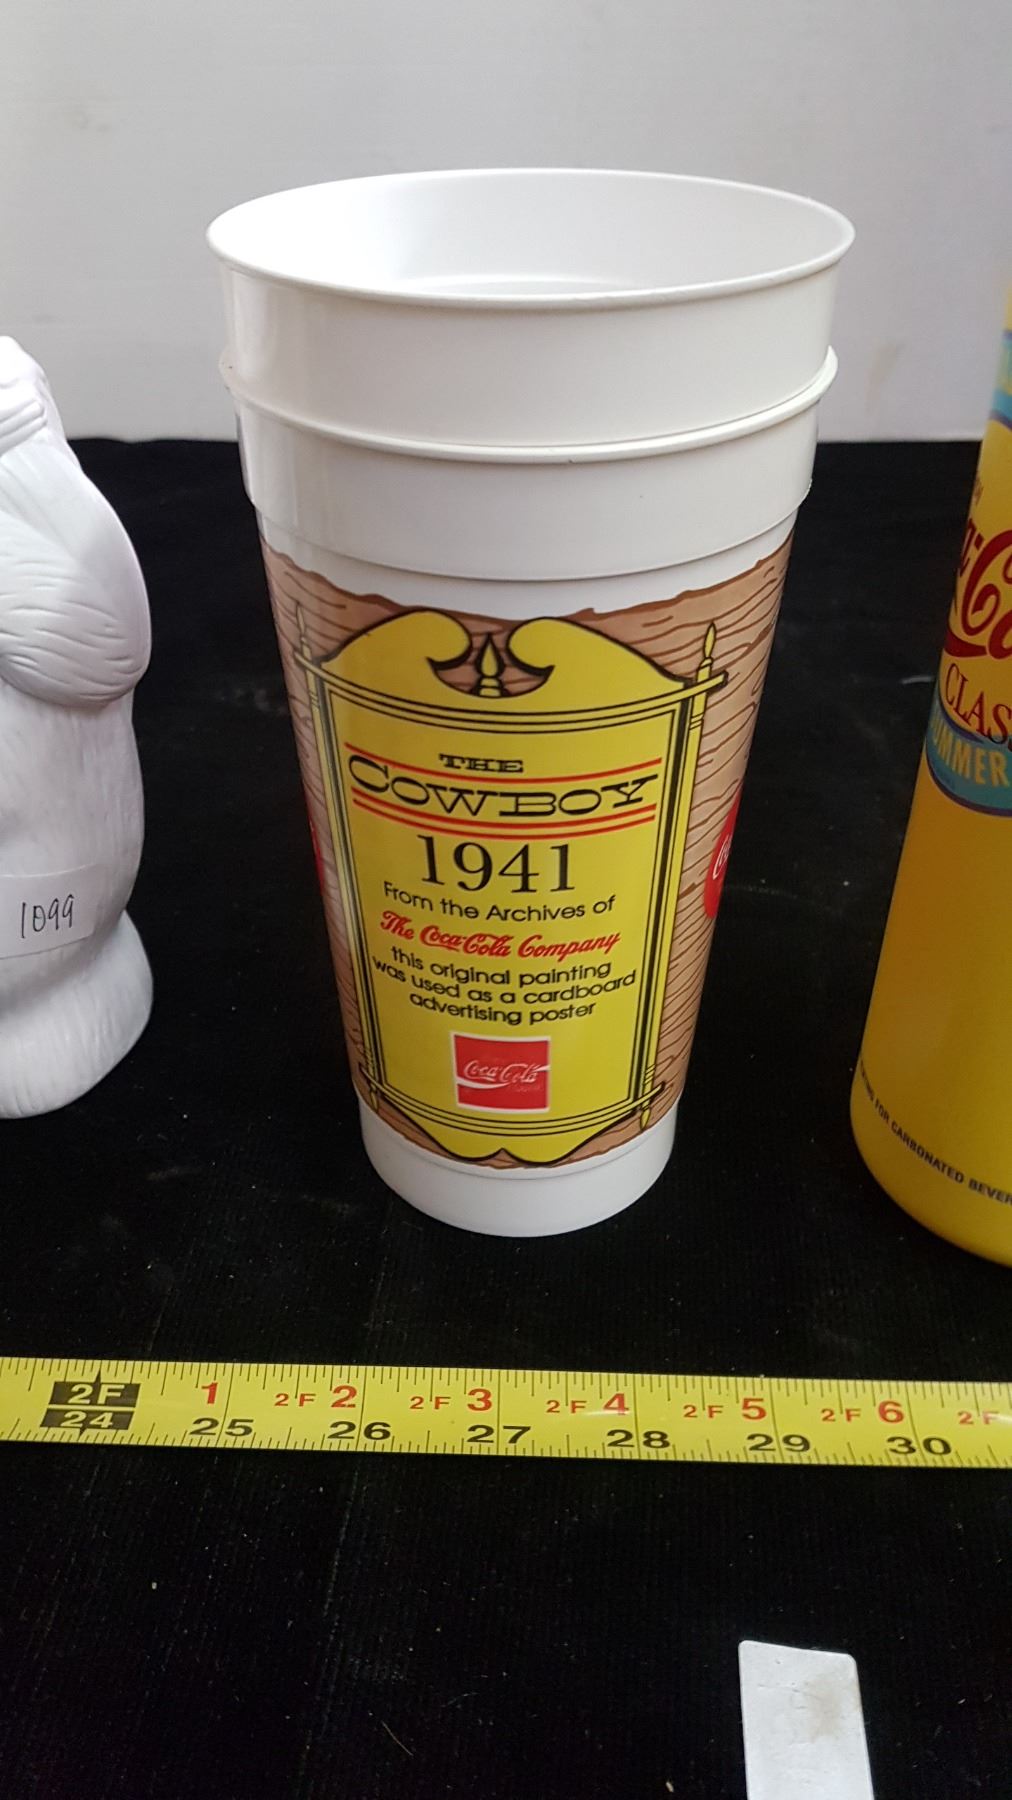 THE
COWBOY
1941
From the Archives of
The Coca-Cola Company
this original painting
was used as a cardboard
advertising poster
Coca-Cola
1099
CLAS
UMMER
FOR CARBONATED BEVER
2F 1 2F 2 2F 3 2F 4 2F 5 2F 6 2F
24 25 26 27 28 29 30